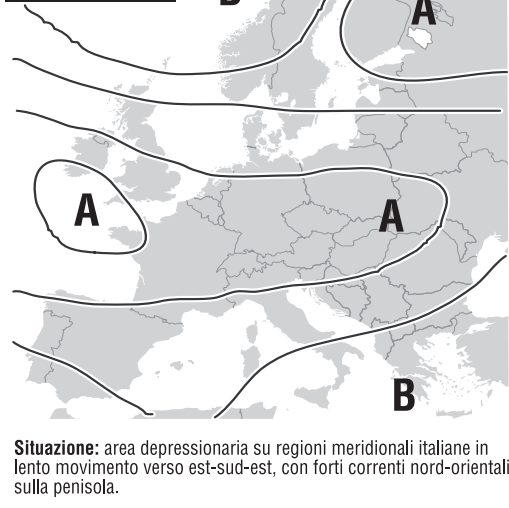 B
A
A
A
B
Situazione: area depressionaria su regioni meridionali italiane in
lento movimento verso est-sud-est, con forti correnti nord-orientali
sulla penisola.